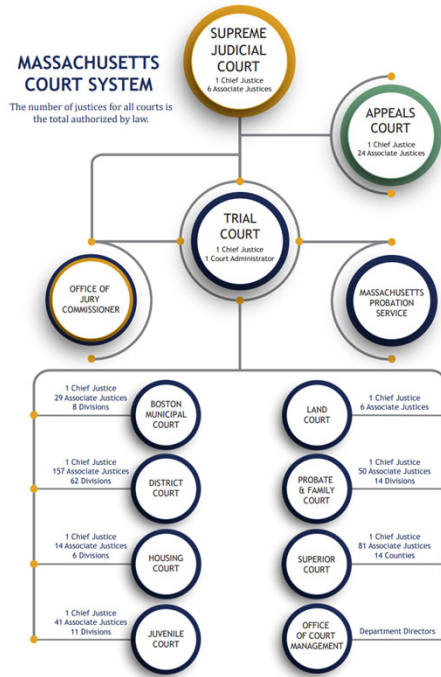 MASSACHUSETTS
COURT SYSTEM
The number of justices for all courts is
the total authorized by law.
SUPREME
JUDICIAL
COURT
1 Chief Justice
6 Associate Justices
APPEALS
COURT
1 Chief Justice
24 Associate Justices
TRIAL
COURT
1 Chief Justice
1 Court Administrator
OFFICE OF
JURY
COMMISSIONER
MASSACHUSETTS
PROBATION
SERVICE
1 Chief Justice
29 Associate Justices
8 Divisions
BOSTON
MUNICIPAL
COURT
LAND
COURT
1 Chief Justice
6 Associate Justices
1 Chief Justice
157 Associate Justices
62 Divisions
DISTRICT
COURT
PROBATE
& FAMILY
COURT
1 Chief Justice
50 Associate Justices
14 Divisions
1 Chief Justice
14 Associate Justices
6 Divisions
HOUSING
COURT
SUPERIOR
COURT
1 Chief Justice
81 Associate Justices
14 Counties
1 Chief Justice
41 Associate Justices
11 Divisions
JUVENILE
COURT
OFFICE
OF COURT
MANAGEMENT
Department Directors